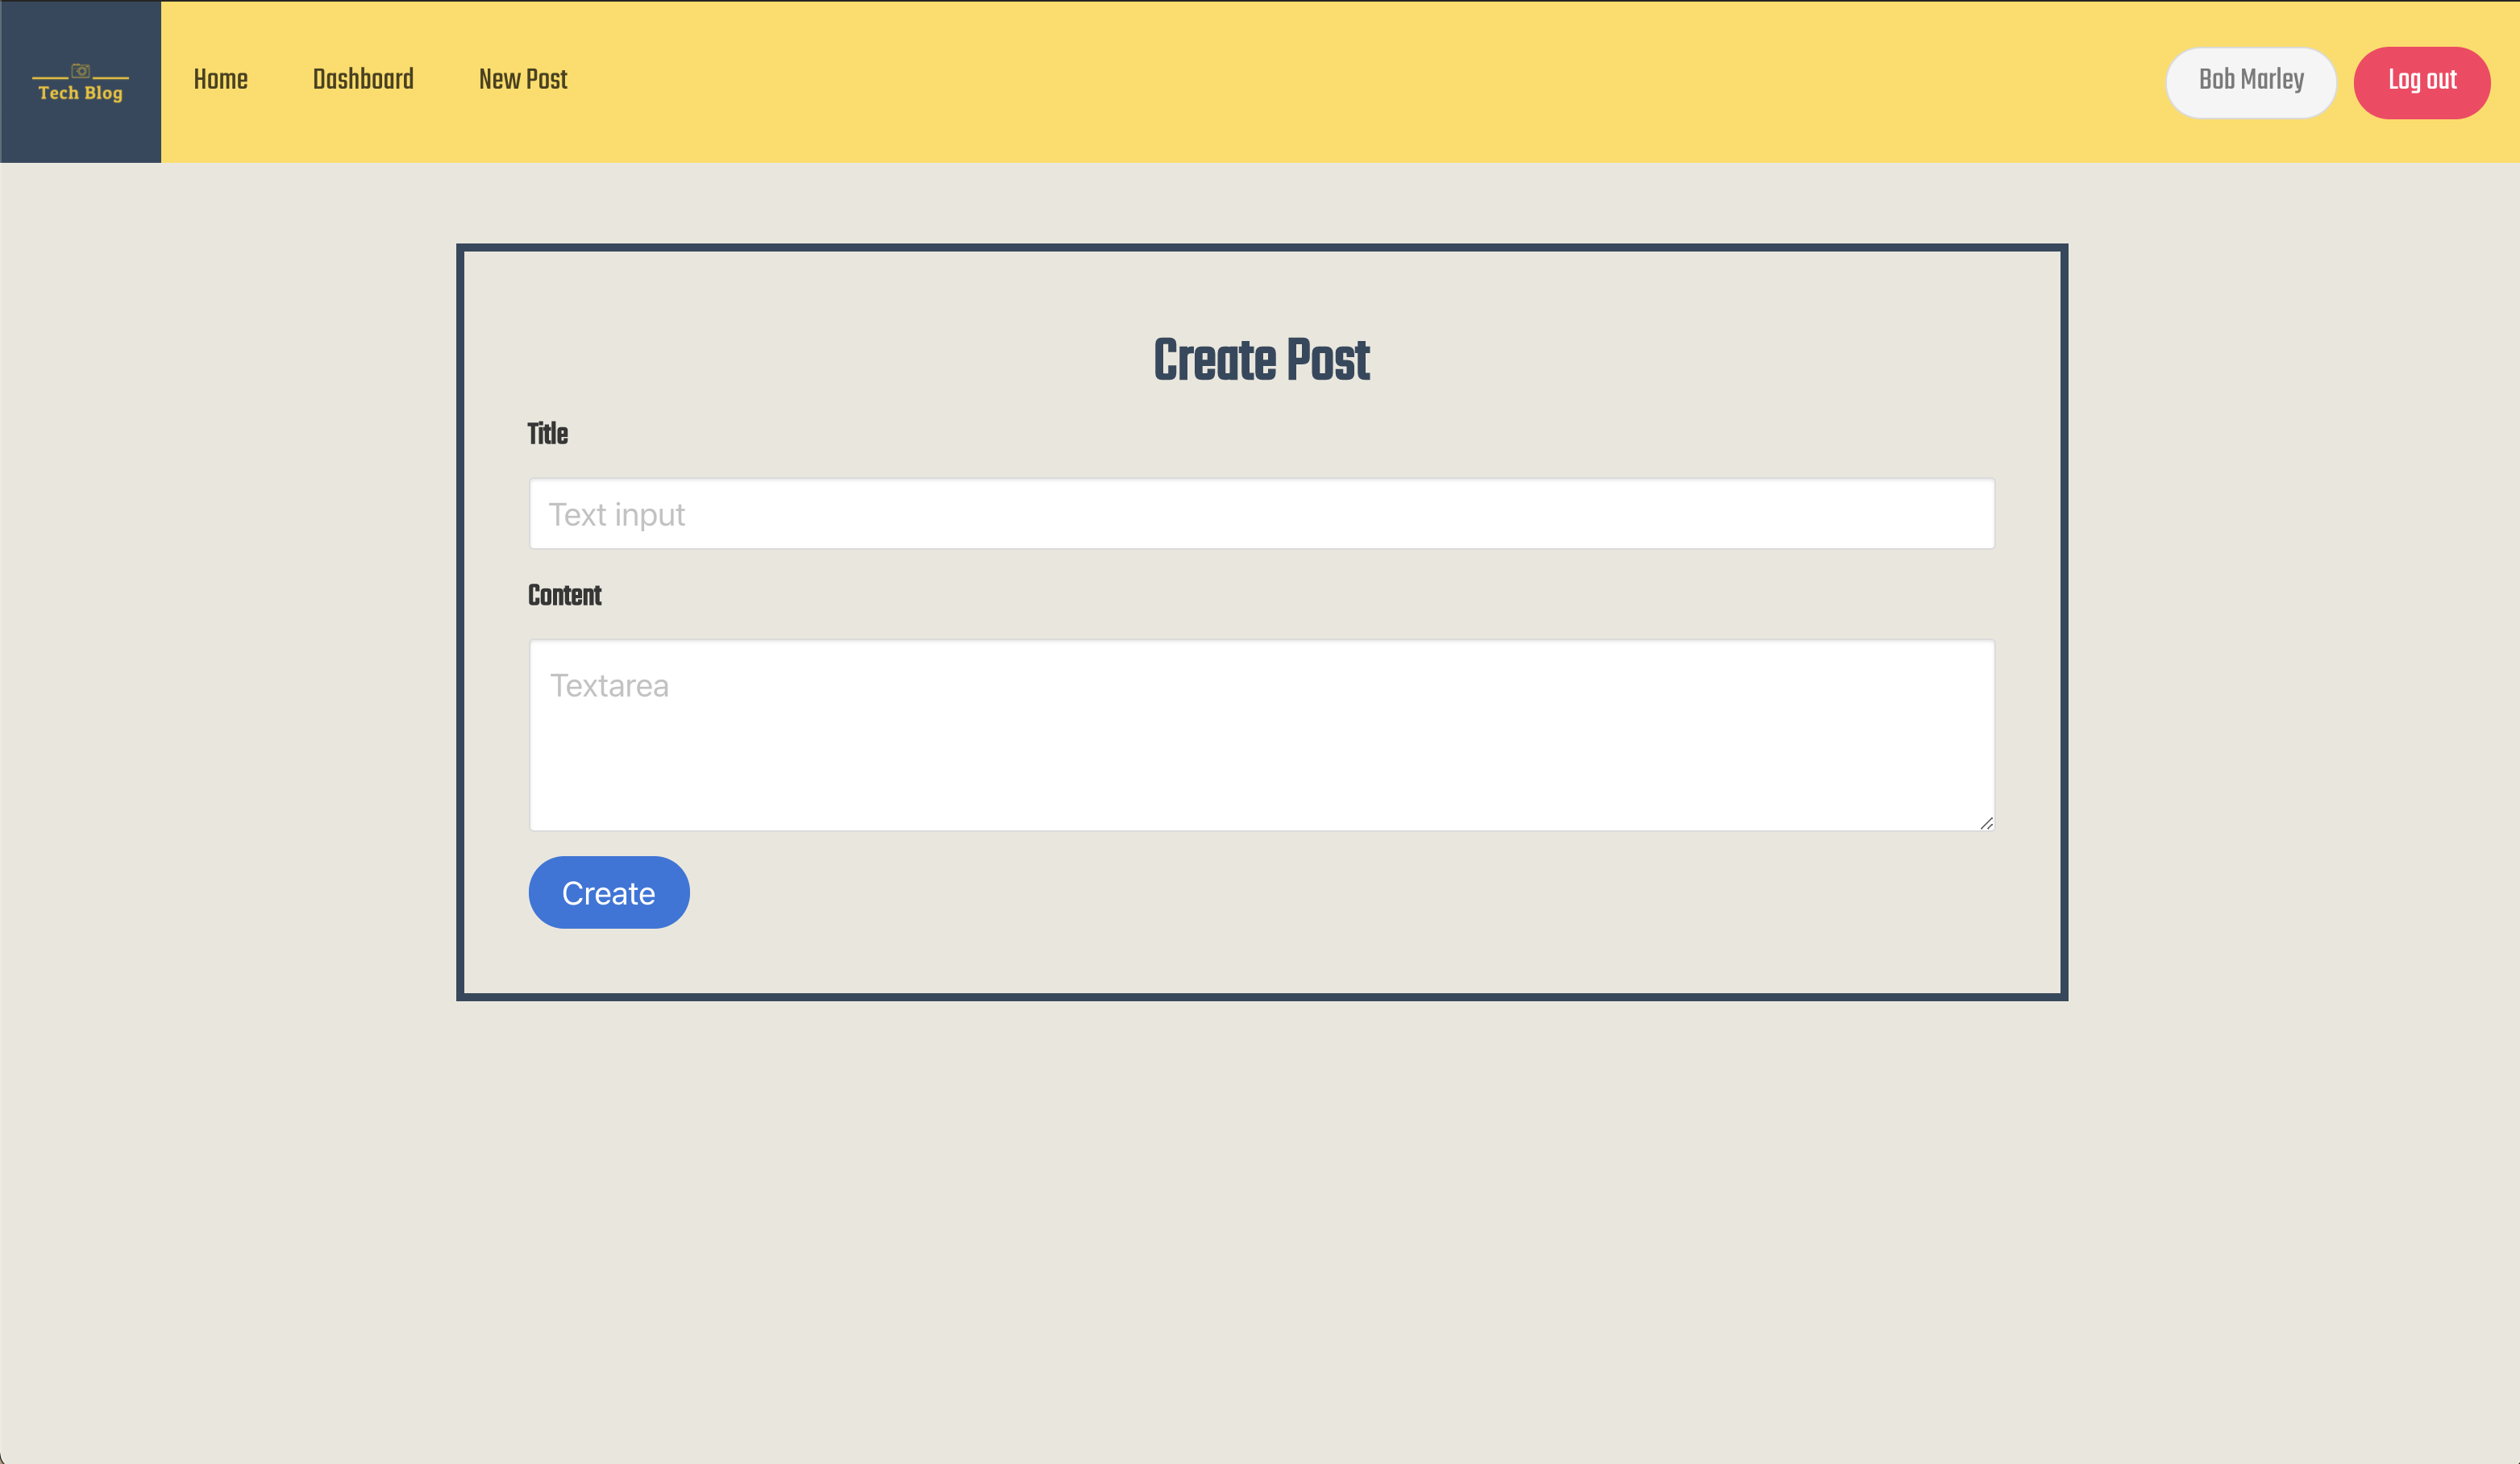 Tech Blog
Home
Dashboard
New Post
Bob Marley
Log out
Create Post
Title
Text input
Content
Textarea
Create